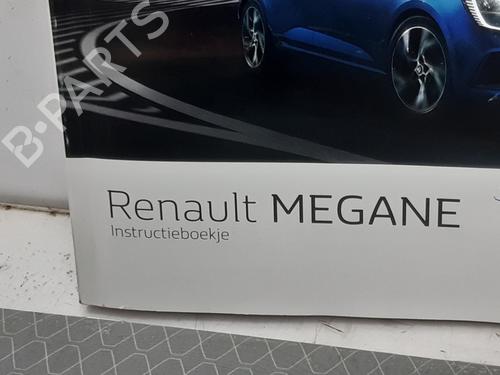 B-PARTS
Renault MEGANE
Instructieboekje